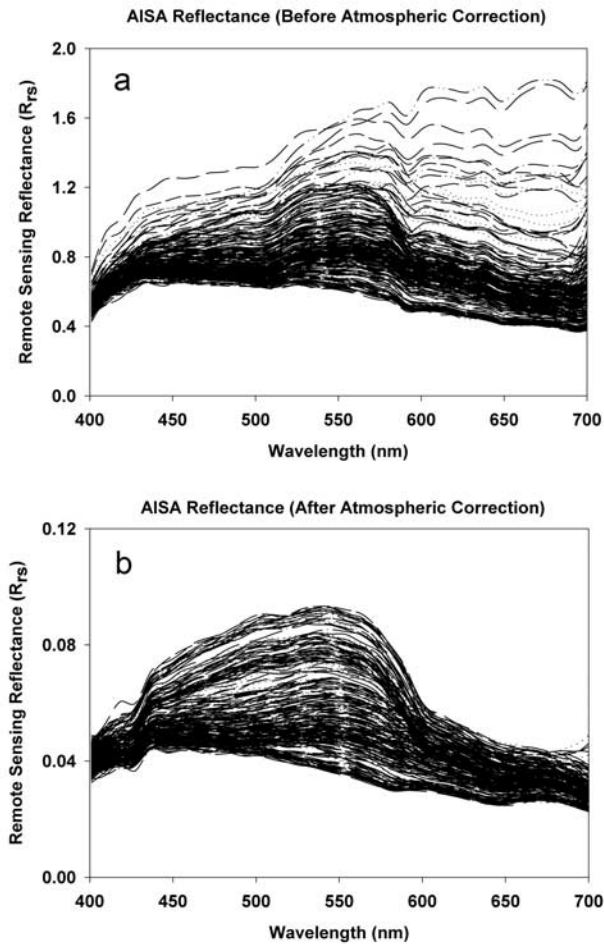 AISA Reflectance (Before Atmospheric Correction)
a
2.0
1.6
1.2
0.8
0.4
0.0
Remote Sensing Reflectance (Rrs)
400 450 500 550 600 650 700
Wavelength (nm)
AISA Reflectance (After Atmospheric Correction)
b
0.12
0.08
0.04
0.00
Remote Sensing Reflectance (Rrs)
400 450 500 550 600 650 700
Wavelength (nm)